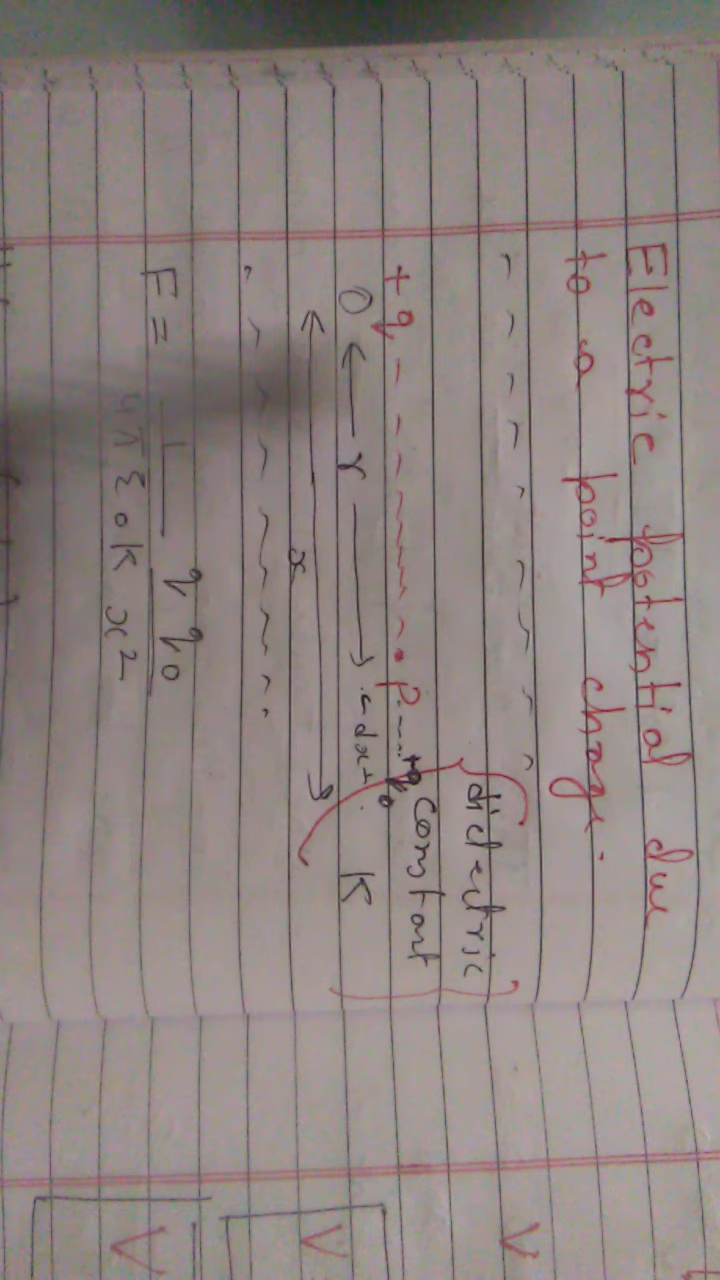 Electric potential due
to a point charge.
dielectric
+q P +q₀ Constant
O r dx K
x
F = 1/4πε₀K qq₀/x²
V
V
V